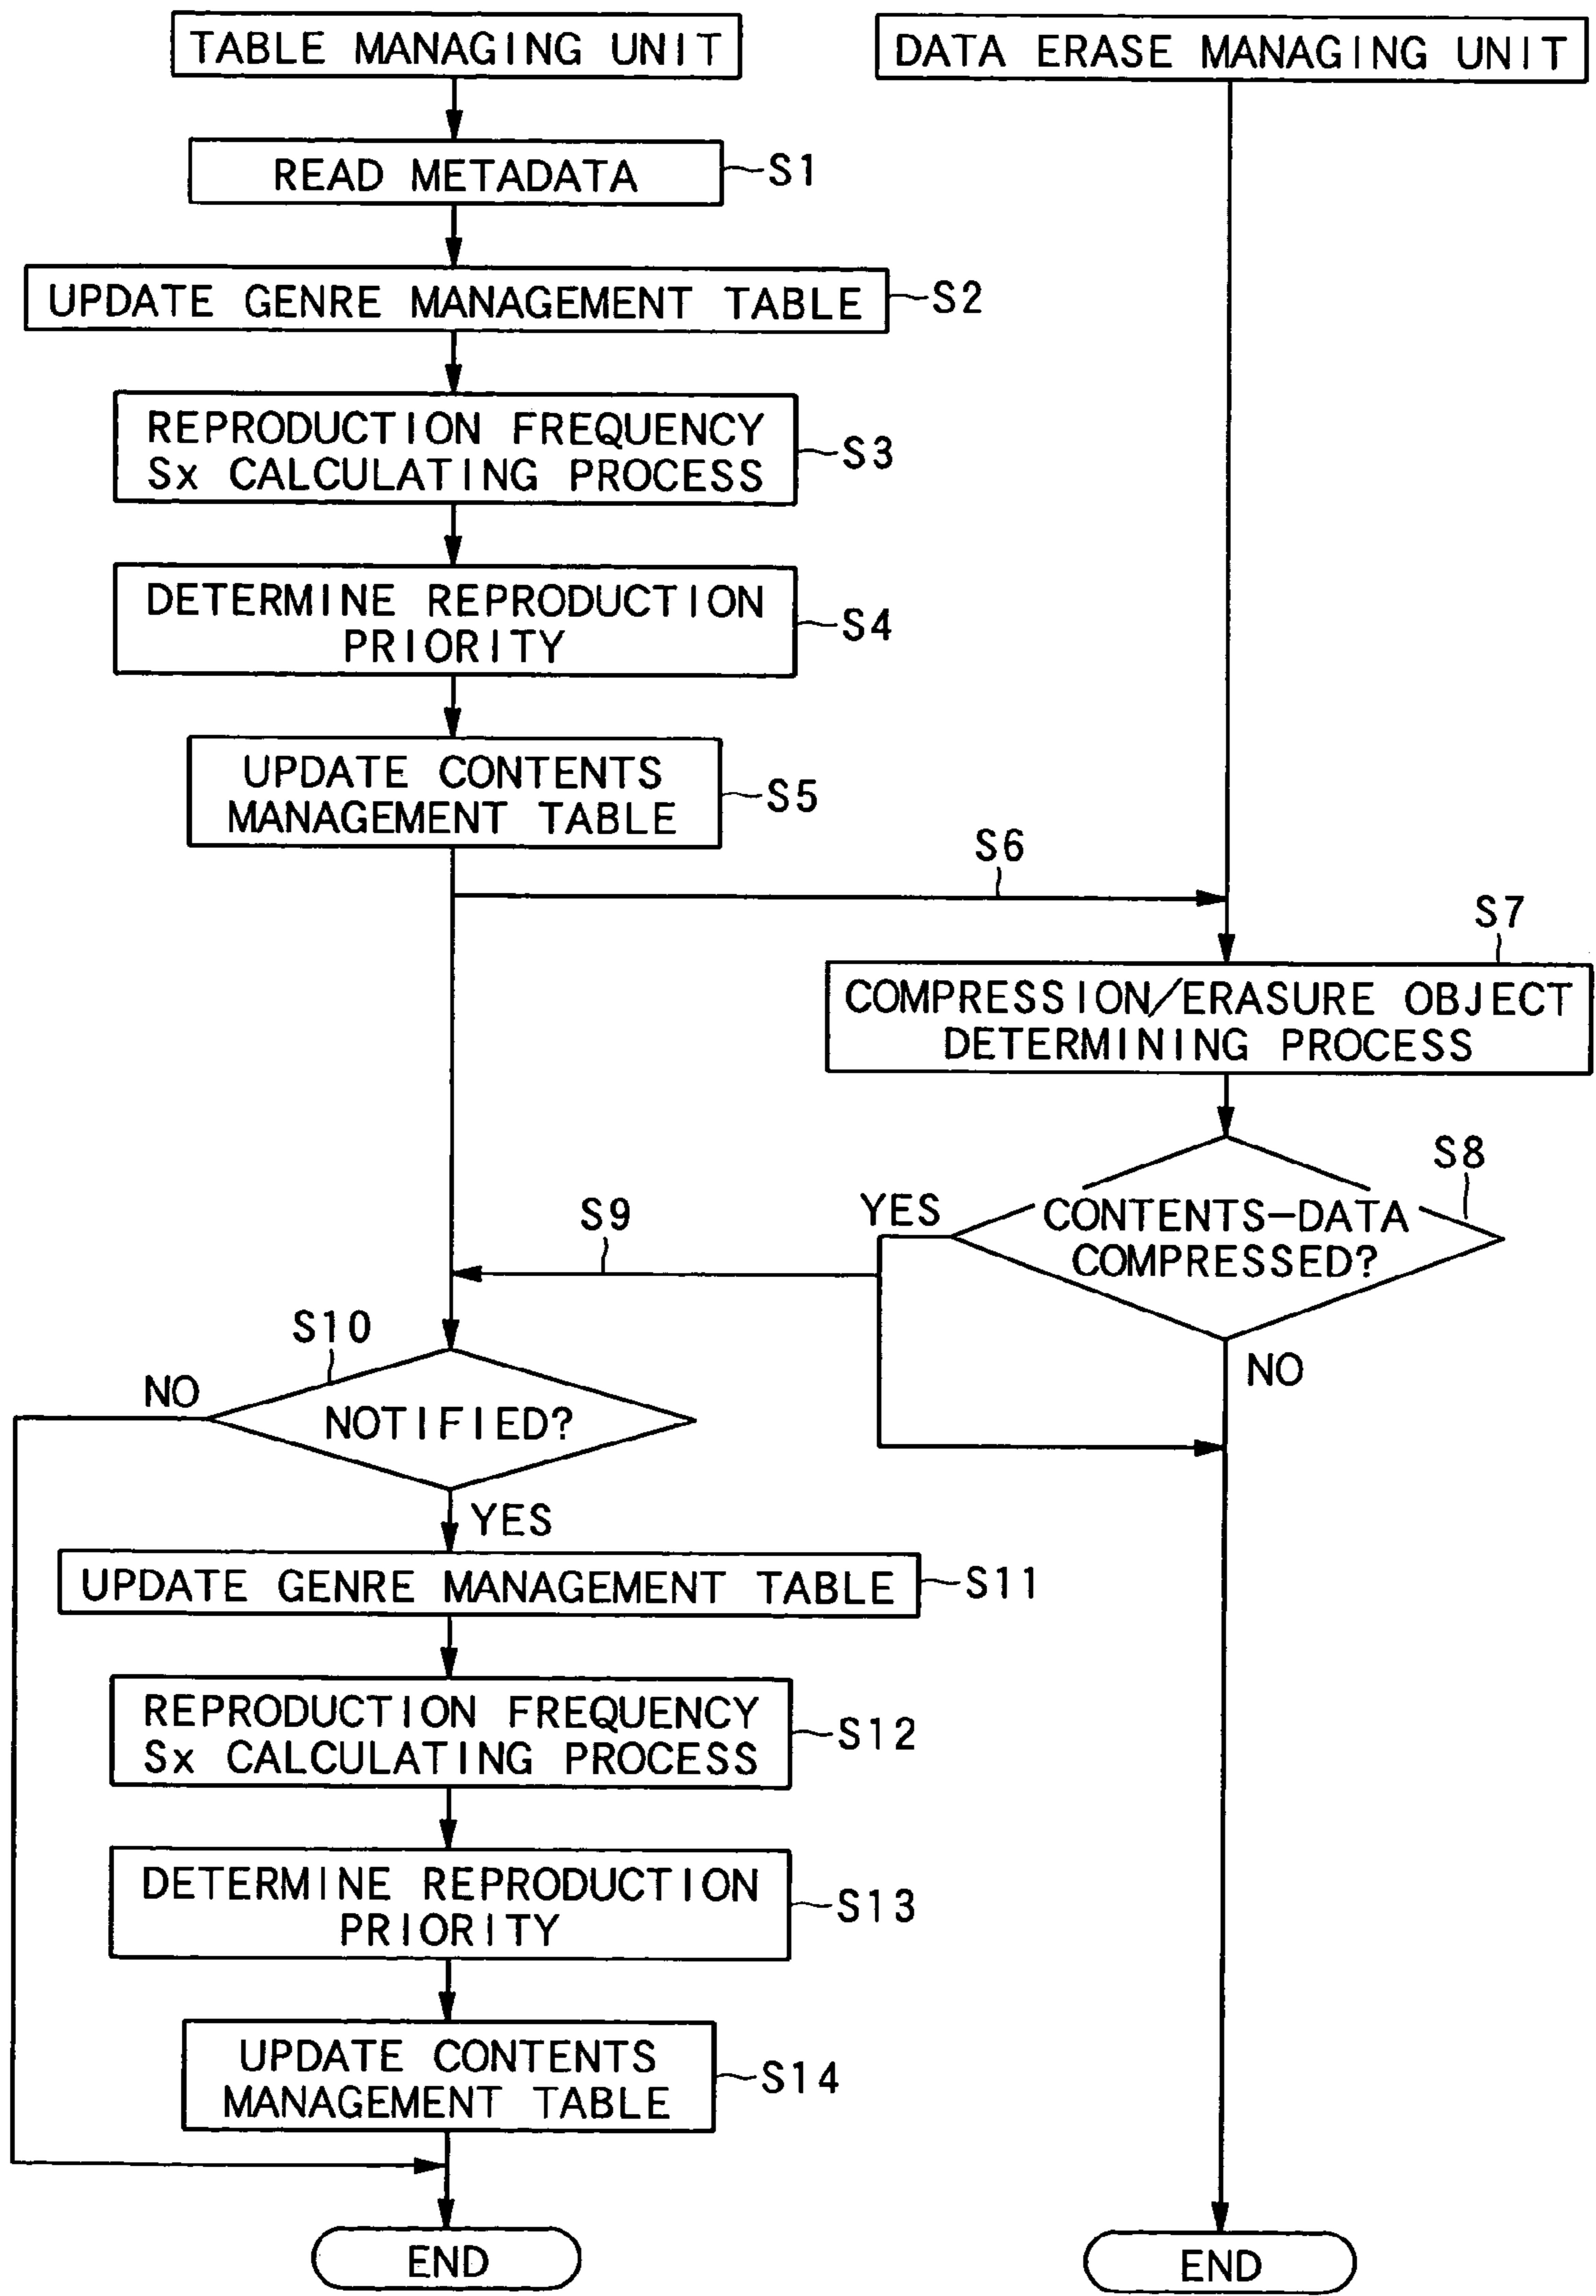 TABLE MANAGING UNIT
DATA ERASE MANAGING UNIT
READ METADATA
S1
UPDATE GENRE MANAGEMENT TABLE
S2
REPRODUCTION FREQUENCY
Sx CALCULATING PROCESS
S3
DETERMINE REPRODUCTION
PRIORITY
S4
UPDATE CONTENTS
MANAGEMENT TABLE
S5
S6
S7
COMPRESSION/ERASURE OBJECT
DETERMINING PROCESS
S8
CONTENTS-DATA
COMPRESSED?
YES
NO
S9
S10
NOTIFIED?
NO
YES
UPDATE GENRE MANAGEMENT TABLE
S11
REPRODUCTION FREQUENCY
Sx CALCULATING PROCESS
S12
DETERMINE REPRODUCTION
PRIORITY
S13
UPDATE CONTENTS
MANAGEMENT TABLE
S14
END
END